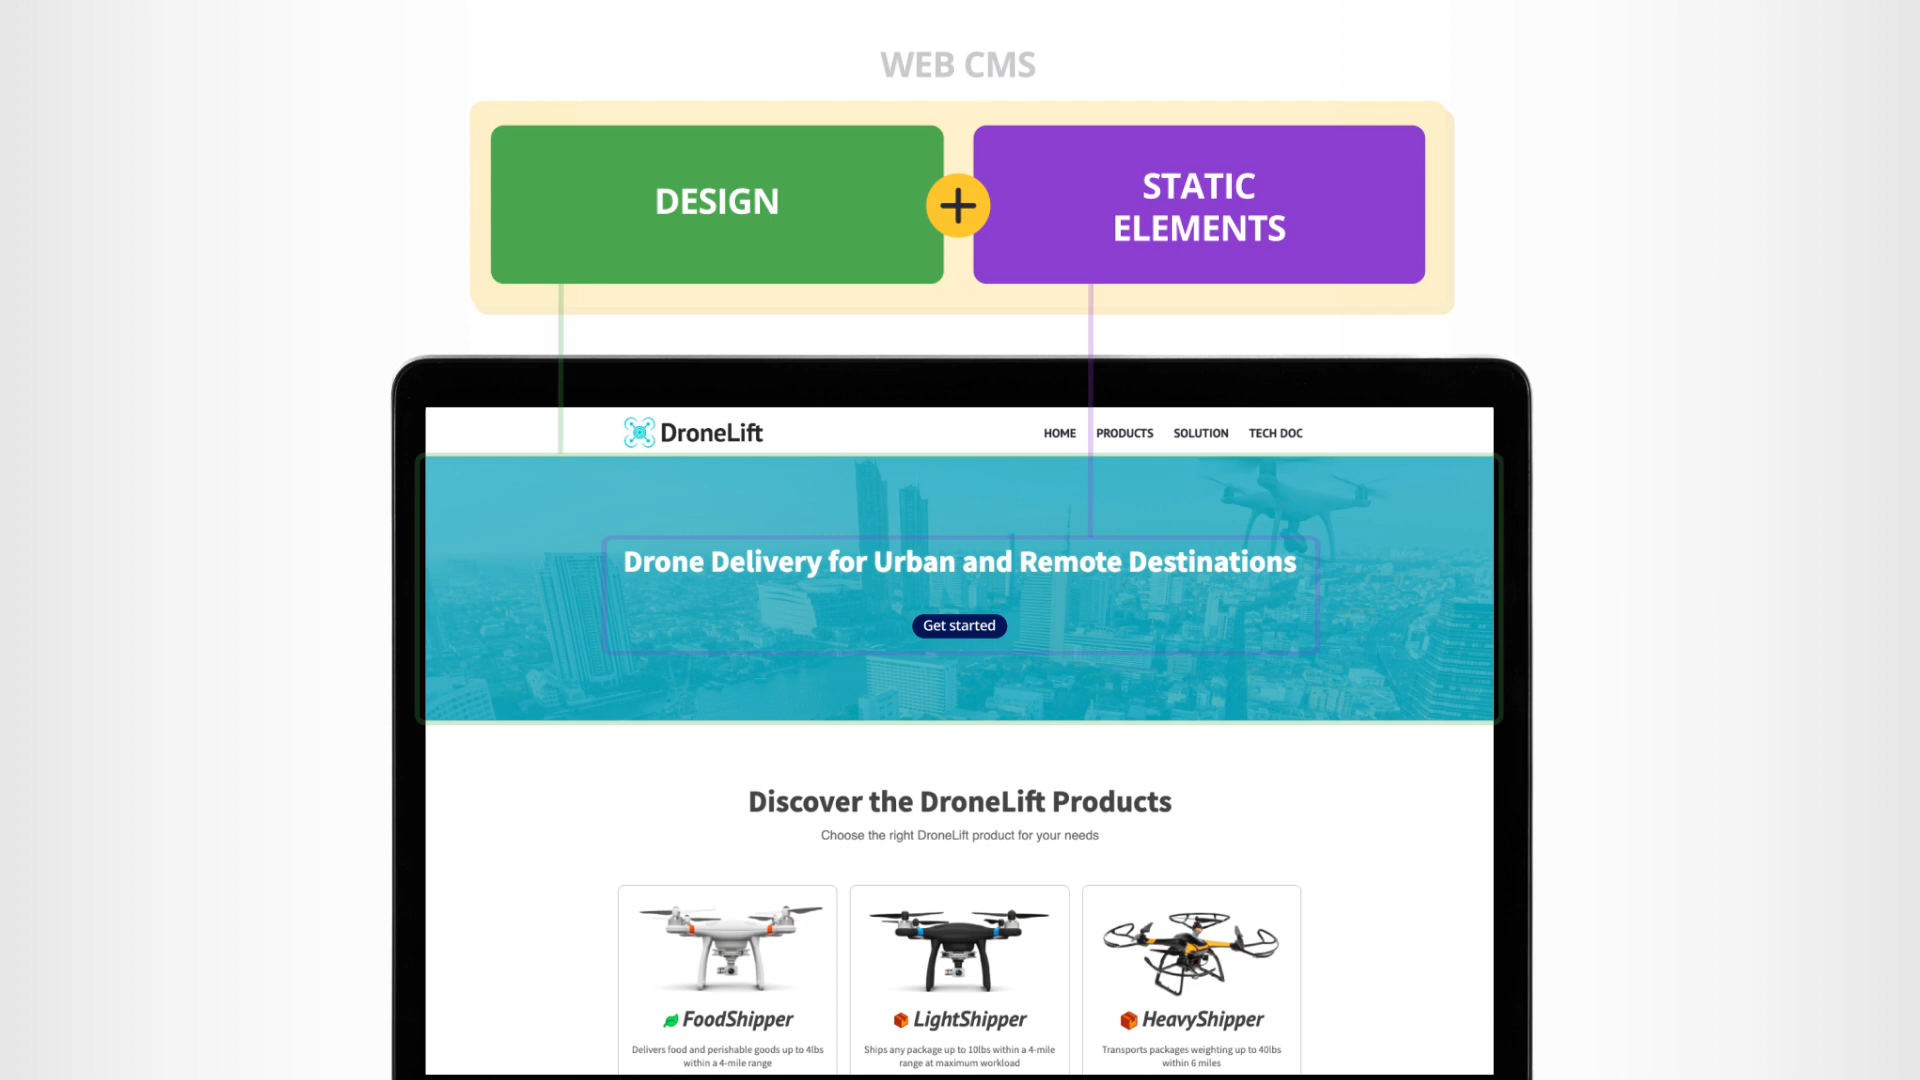 WEB CMS
DESIGN
STATIC
ELEMENTS
DroneLift
HOME PRODUCTS SOLUTION TECH DOC
Drone Delivery for Urban and Remote Destinations
Get started
Discover the DroneLift Products
Choose the right DroneLift product for your needs
FoodShipper
Delivers food and perishable goods up to 4lbs
within a 4-mile range
LightShipper
Ships any package up to 10lbs within a 4-mile
range at maximum workload
HeavyShipper
Transports packages weighting up to 40lbs
within 6 miles